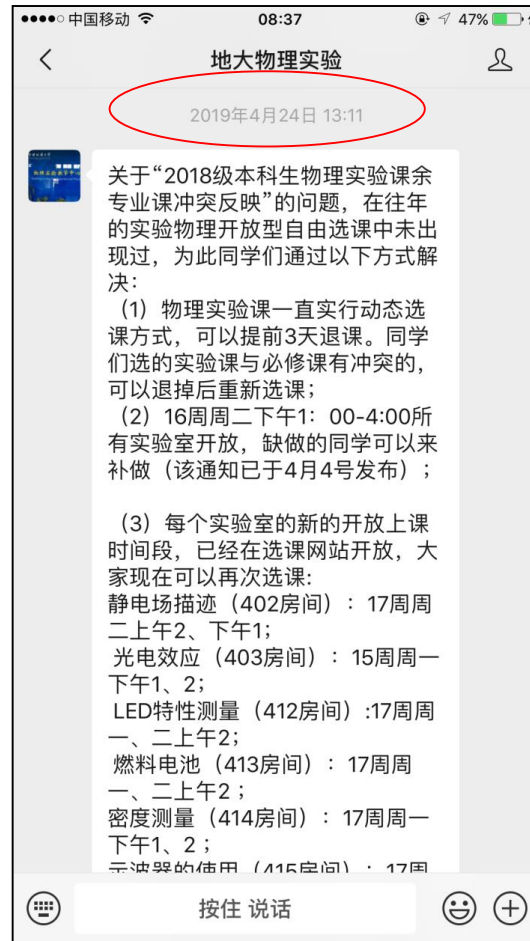 中国移动 08:37 47%
地大物理实验
2019年4月24日 13:11
关于“2018级本科生物理实验课余
专业课冲突反映”的问题，在往年
的实验物理开放型自由选课中未出
现过，为此同学们通过以下方式解
决：
（1）物理实验课一直实行动态选
课方式，可以提前3天退课。同学
们选的实验课与必修课有冲突的，
可以退掉后重新选课；
（2）16周周二下午1：00-4:00所
有实验室开放，缺做的同学可以来
补做（该通知已于4月4号发布）；
（3）每个实验室的新的开放上课
时间段，已经在选课网站开放，大
家现在可以再次选课:
静电场描迹（402房间）：17周周
二上午2、下午1；
光电效应（403房间）：15周周一
下午1、2；
LED特性测量（412房间）:17周周
一、二上午2；
燃料电池（413房间）：17周周
一、二上午2；
密度测量（414房间）：17周周一
下午1、2；
示波器的使用（415房间）：17周
按住 说话